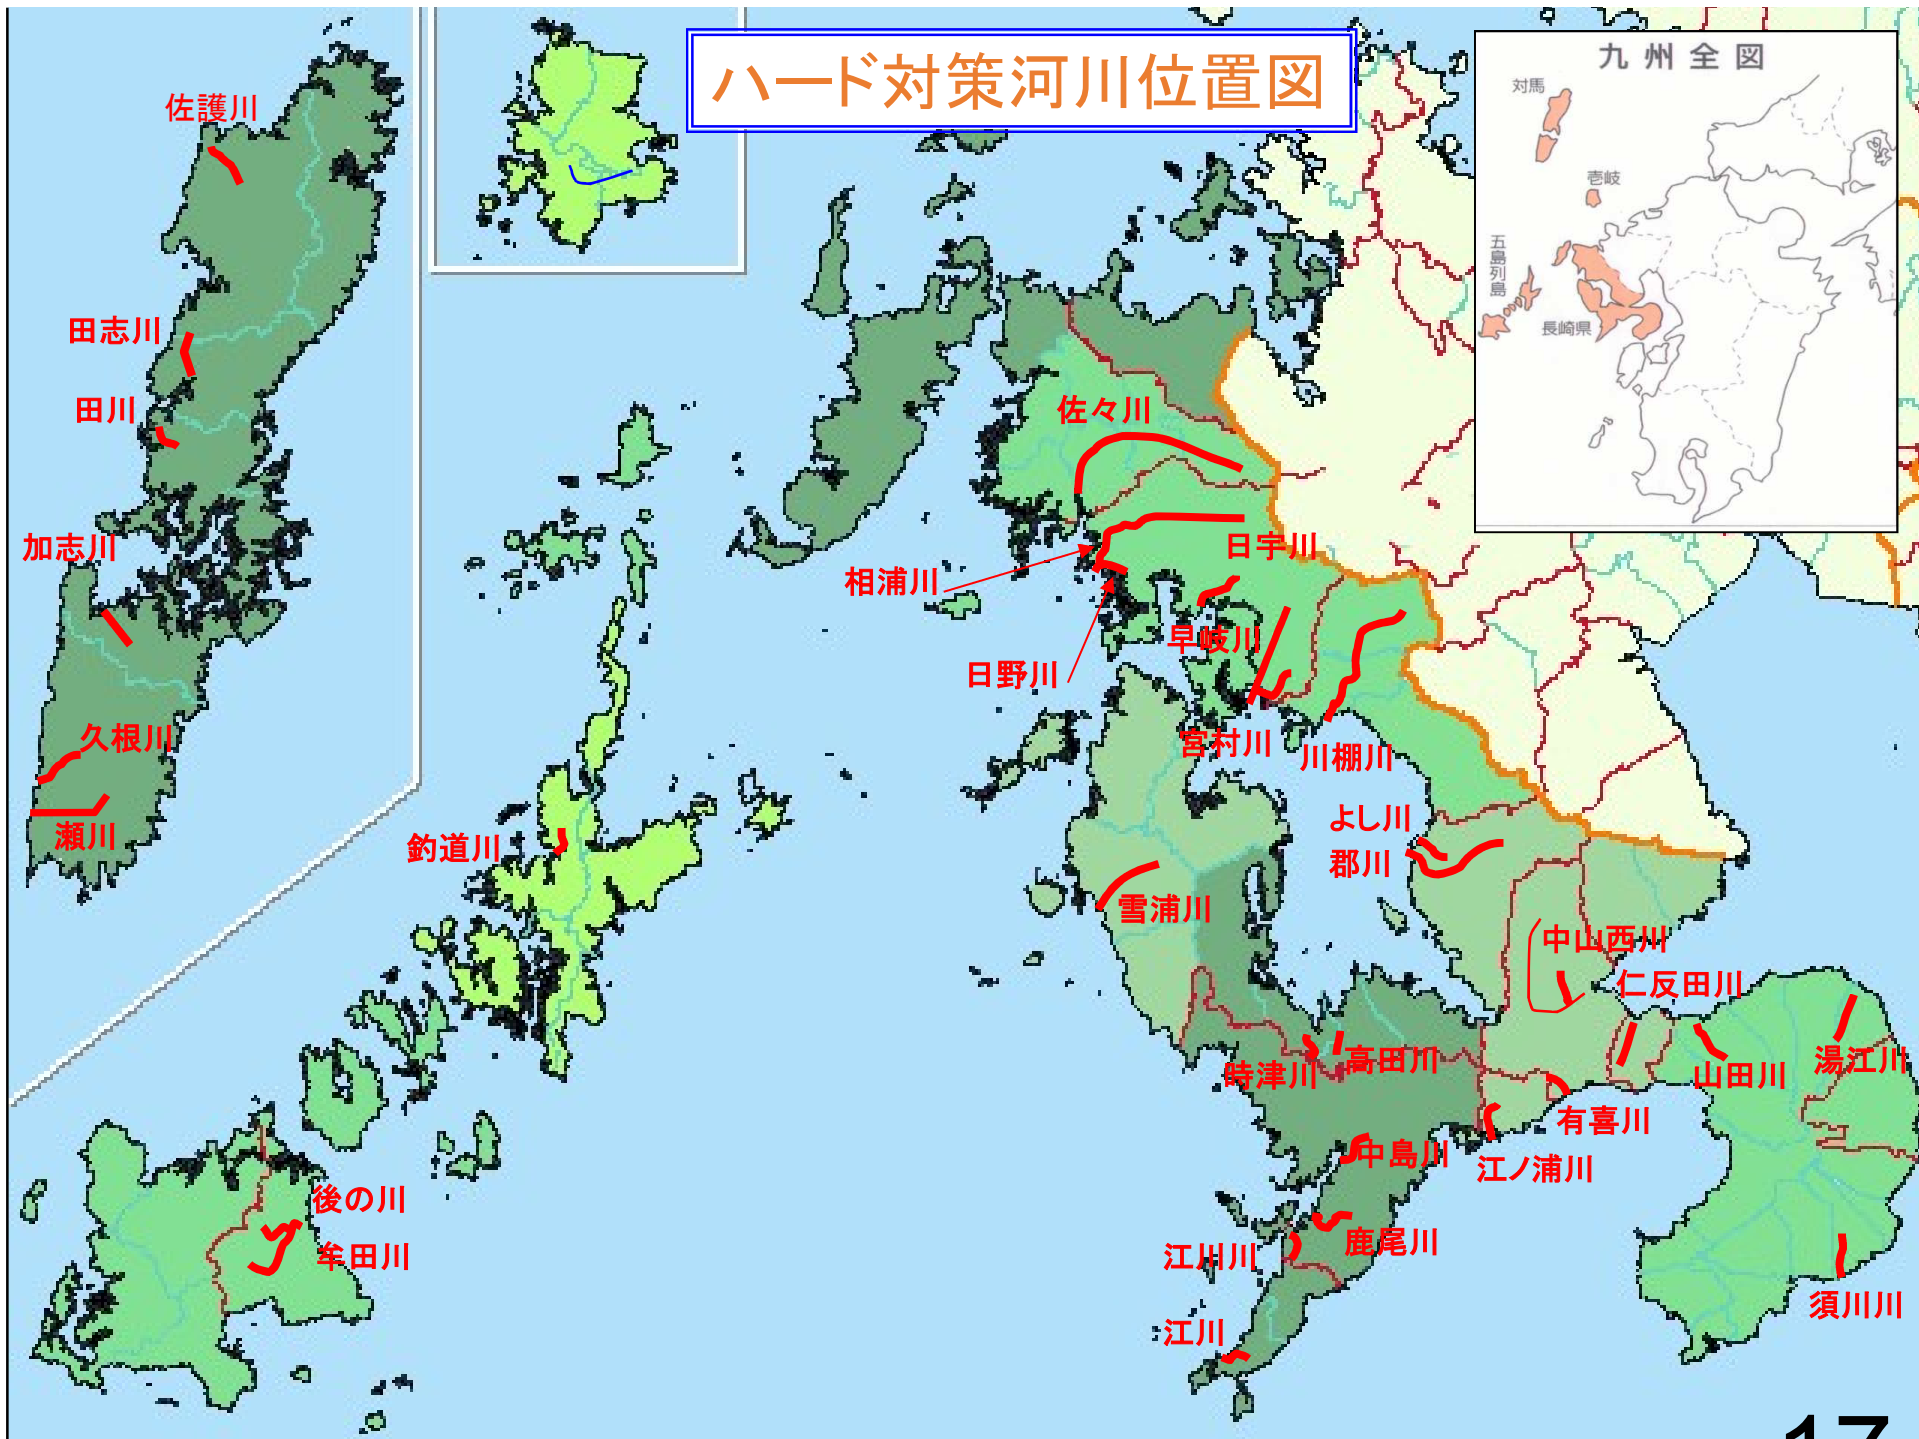 ハード対策河川位置図
九州全図
対馬
壱岐
五島列島
長崎県
佐護川
田志川
田川
加志川
久根川
瀬川
佐々川
日宇川
相浦川
早岐川
日野川
宮村川
川棚川
よし川
郡川
釣道川
雪浦川
中山西川
仁反田川
高田川
時津川
山田川
湯江川
有喜川
中島川
江ノ浦川
後の川
牟田川
鹿尾川
江川川
須川川
江川
17